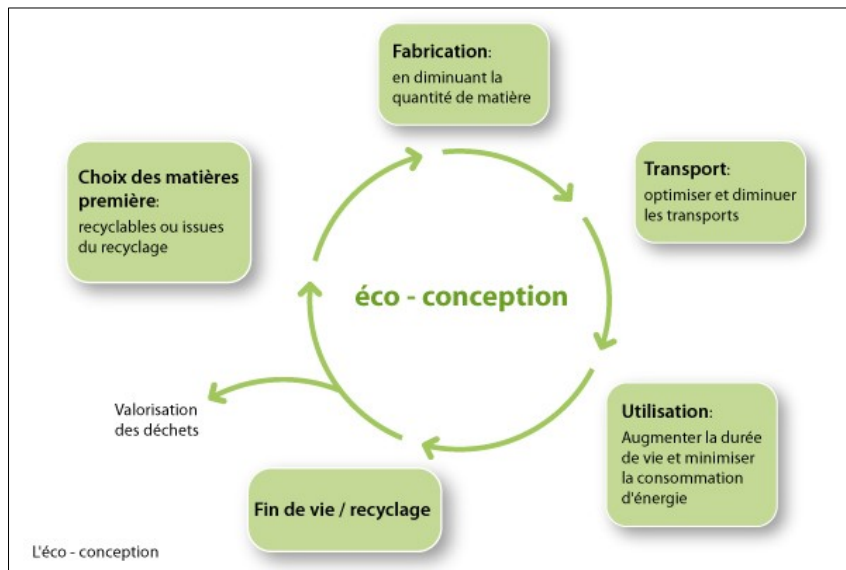 Fabrication:
en diminuant la
quantité de matière
Choix des matières
première:
recyclables ou issues
du recyclage
Transport:
optimiser et diminuer
les transports
éco - conception
Utilisation:
Augmenter la durée
de vie et minimiser
la consommation
d'énergie
Valorisation
des déchets
Fin de vie / recyclage
L'éco - conception